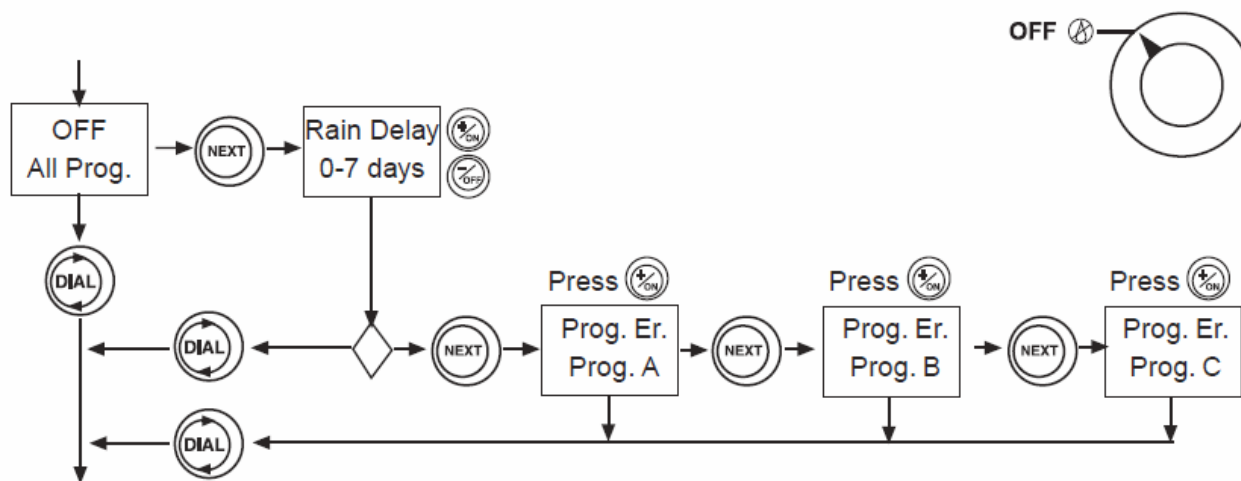 OFF
OFF
All Prog.
NEXT
Rain Delay
0-7 days
+/ON
-/OFF
DIAL
Press +/ON
Press +/ON
Press +/ON
DIAL
NEXT
Prog. Er.
Prog. A
NEXT
Prog. Er.
Prog. B
NEXT
Prog. Er.
Prog. C
DIAL